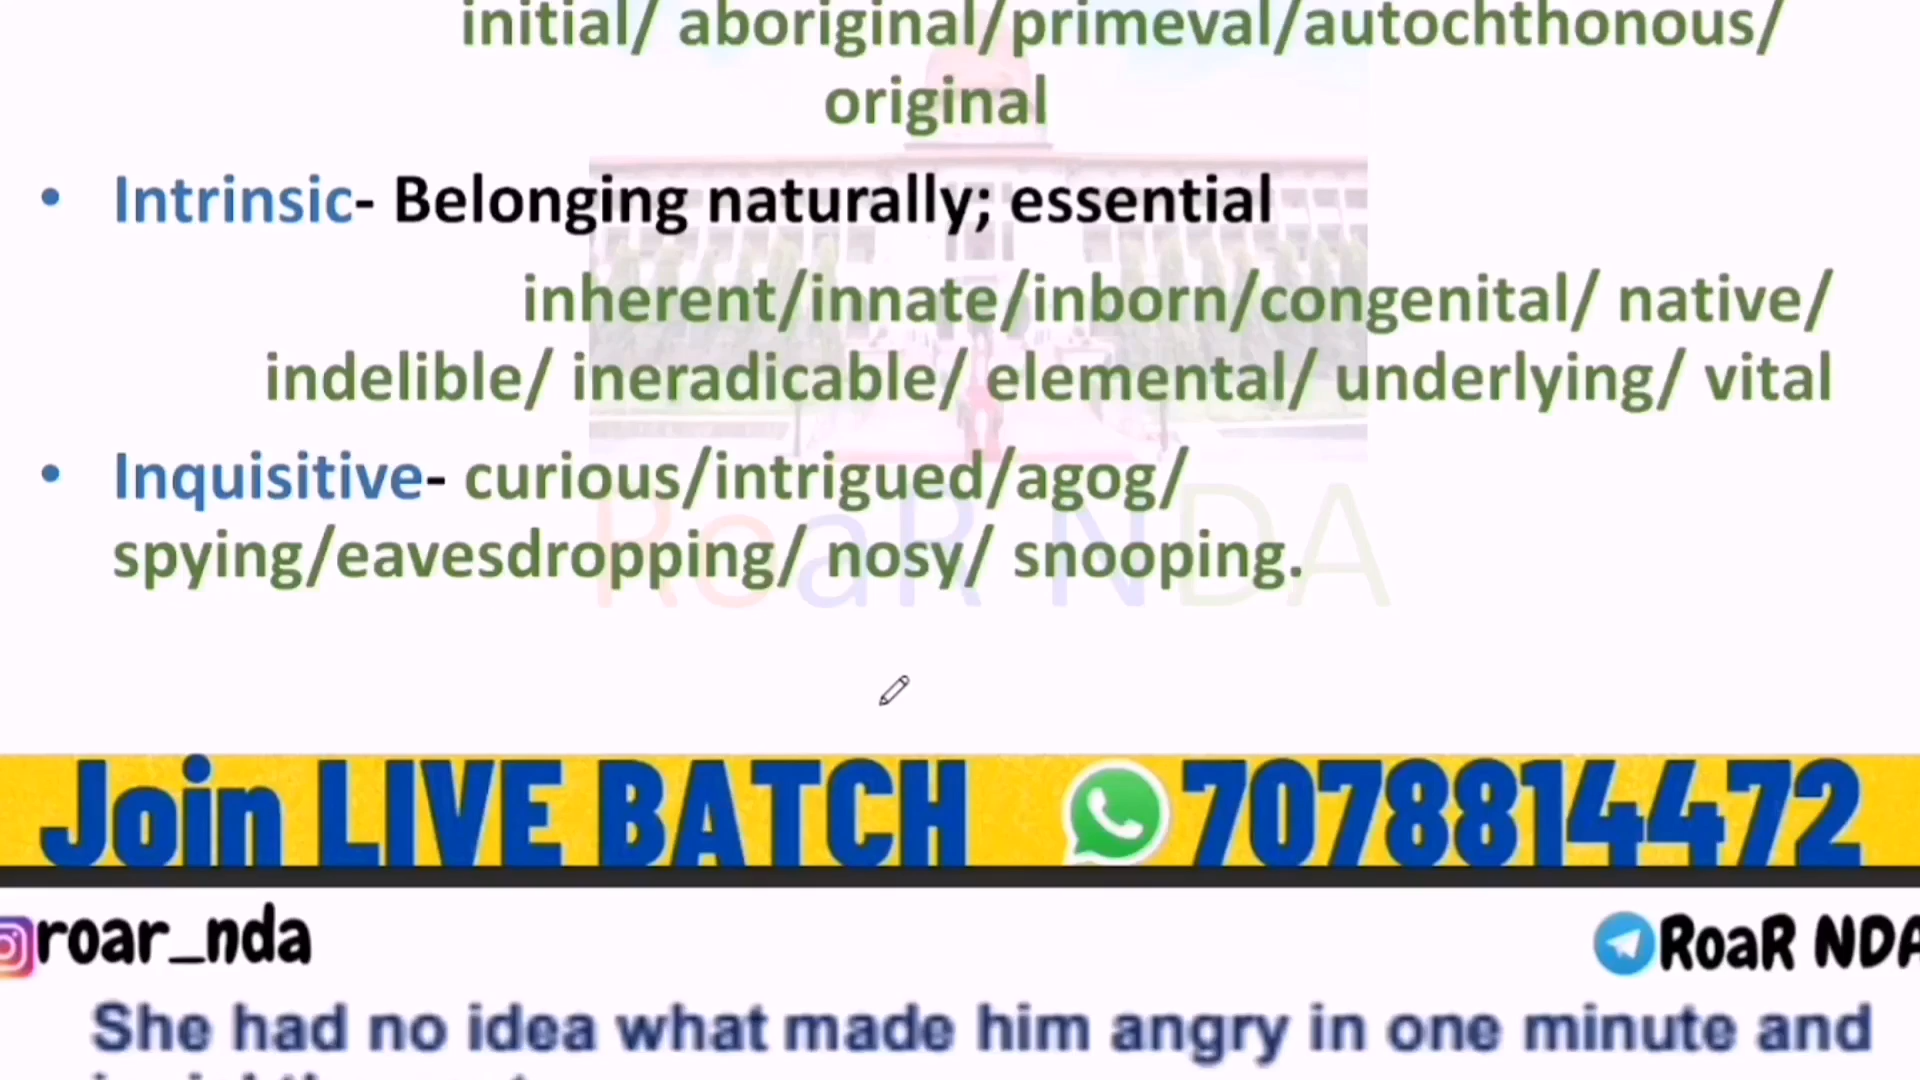 initial/ aboriginal/primeval/autochthonous/
original
• Intrinsic- Belonging naturally; essential
inherent/innate/inborn/congenital/ native/
indelible/ ineradicable/ elemental/ underlying/ vital
• Inquisitive- curious/intrigued/agog/
spying/eavesdropping/ nosy/ snooping.
RoaR NDA
Join LIVE BATCH 7078814472
roar_nda
RoaR NDA
She had no idea what made him angry in one minute and